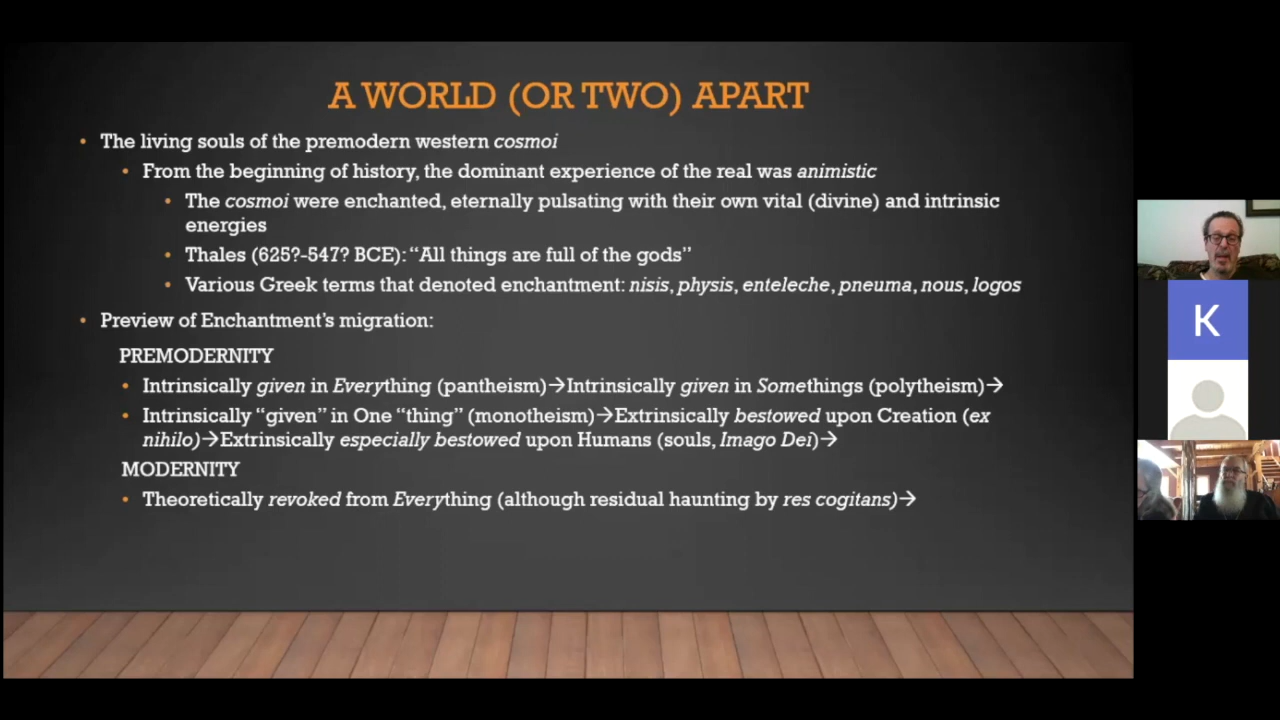 A WORLD (OR TWO) APART
• The living souls of the premodern western cosmoi
• From the beginning of history, the dominant experience of the real was animistic
• The cosmoi were enchanted, eternally pulsating with their own vital (divine) and intrinsic
energies
• Thales (625?-547? BCE): “All things are full of the gods”
• Various Greek terms that denoted enchantment: nisis, physis, enteleche, pneuma, nous, logos
• Preview of Enchantment’s migration:
PREMODERNITY
• Intrinsically given in Everything (pantheism)→Intrinsically given in Somethings (polytheism)→
• Intrinsically “given” in One “thing” (monotheism)→Extrinsically bestowed upon Creation (ex
nihilo)→Extrinsically especially bestowed upon Humans (souls, Imago Dei)→
MODERNITY
• Theoretically revoked from Everything (although residual haunting by res cogitans)→
K